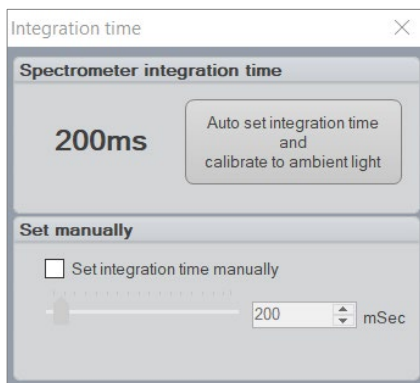 Integration time
Spectrometer integration time
200ms
Auto set integration time
and
calibrate to ambient light
Set manually
Set integration time manually
200
mSec